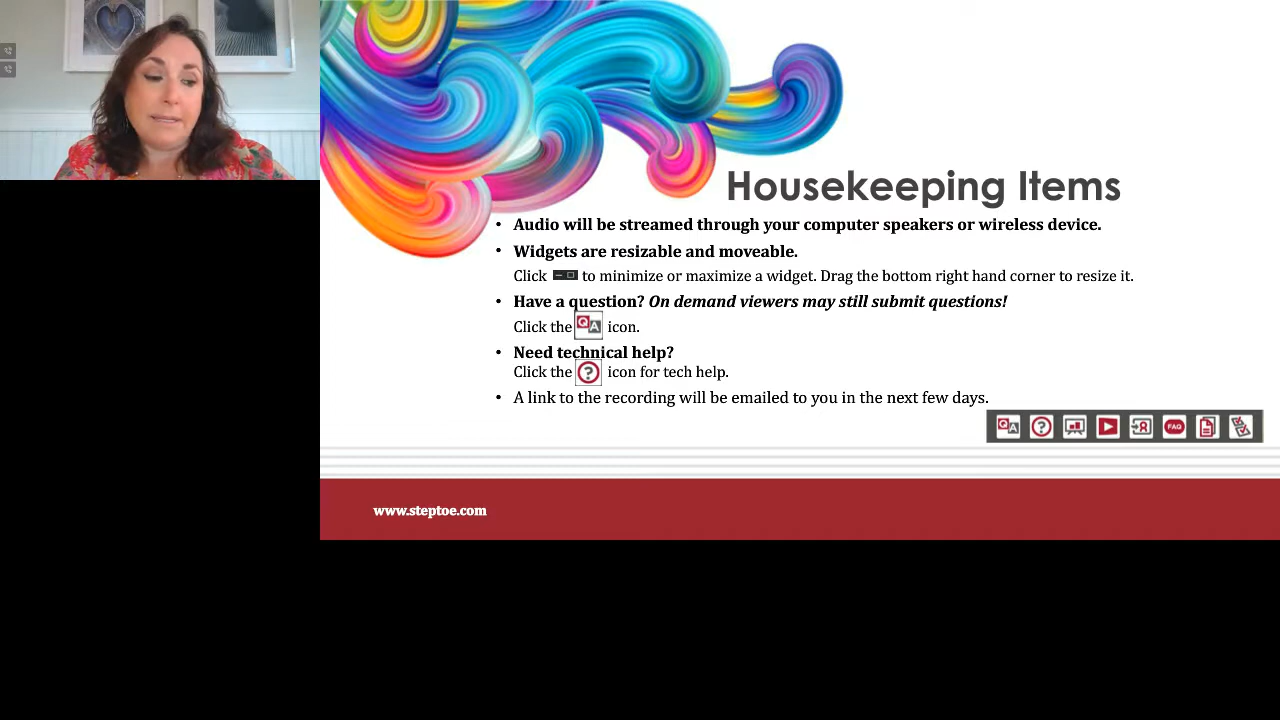 Housekeeping Items
• Audio will be streamed through your computer speakers or wireless device.
• Widgets are resizable and moveable.
Click to minimize or maximize a widget. Drag the bottom right hand corner to resize it.
• Have a question? On demand viewers may still submit questions!
Click the QA icon.
• Need technical help?
Click the ? icon for tech help.
• A link to the recording will be emailed to you in the next few days.
QA ? FAQ
www.steptoe.com